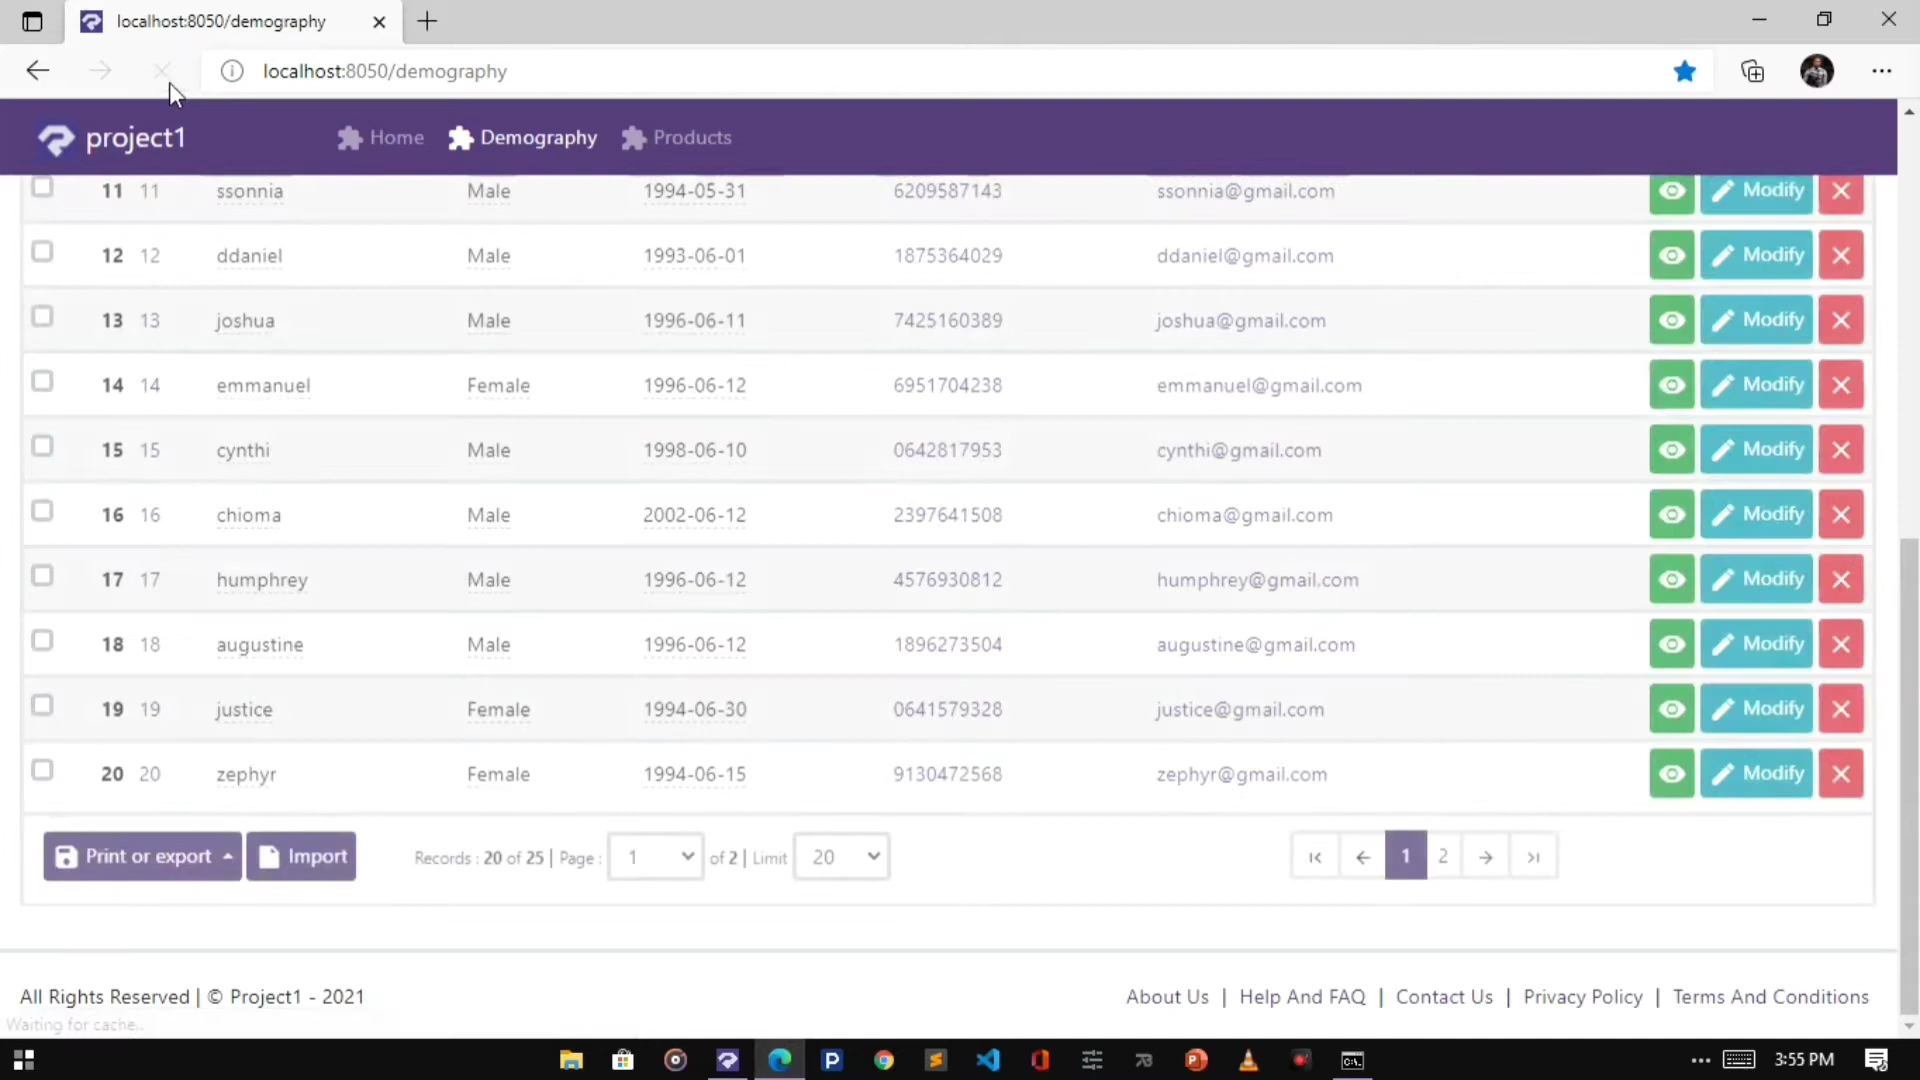 localhost:8050/demography
localhost:8050/demography
project1 Home Demography Products
11 11 ssonnia Male 1994-05-31 6209587143 ssonnia@gmail.com Modify
12 12 ddaniel Male 1993-06-01 1875364029 ddaniel@gmail.com Modify
13 13 joshua Male 1996-06-11 7425160389 joshua@gmail.com Modify
14 14 emmanuel Female 1996-06-12 6951704238 emmanuel@gmail.com Modify
15 15 cynthi Male 1998-06-10 0642817953 cynthi@gmail.com Modify
16 16 chioma Male 2002-06-12 2397641508 chioma@gmail.com Modify
17 17 humphrey Male 1996-06-12 4576930812 humphrey@gmail.com Modify
18 18 augustine Male 1996-06-12 1896273504 augustine@gmail.com Modify
19 19 justice Female 1994-06-30 0641579328 justice@gmail.com Modify
20 20 zephyr Female 1994-06-15 9130472568 zephyr@gmail.com Modify
Print or export Import Records : 20 of 25 | Page : 1 of 2 | Limit 20 1 2
All Rights Reserved | © Project1 - 2021 About Us | Help And FAQ | Contact Us | Privacy Policy | Terms And Conditions
Waiting for cache...
3:55 PM